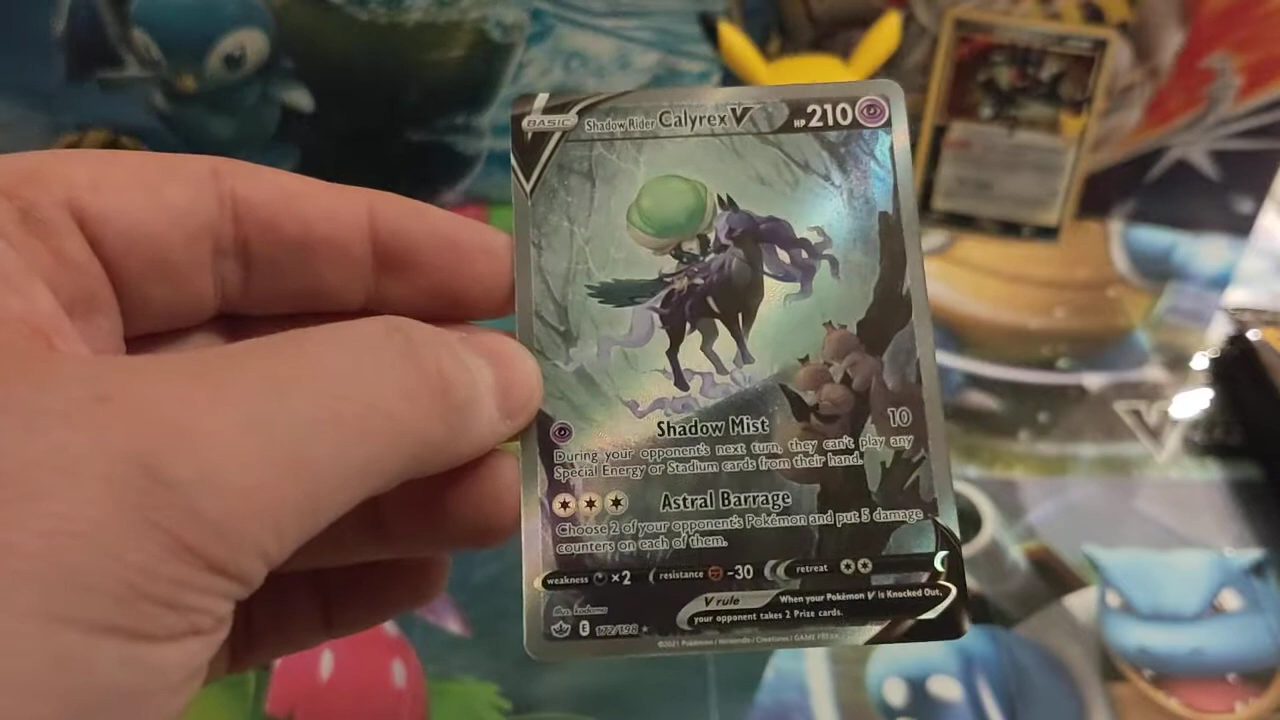 BASIC Shadow Rider Calyrex V HP 210
Shadow Mist 10
During your opponent's next turn, they can't play any
Special Energy or Stadium cards from their hand.
Astral Barrage
Choose 2 of your opponent's Pokémon and put 5 damage
counters on each of them.
weakness ×2 resistance -30 retreat
V rule When your Pokémon V is Knocked Out,
your opponent takes 2 Prize cards.
Illus. kodama
E 172/198
©2021 Pokémon / Nintendo / Creatures / GAME FREAK